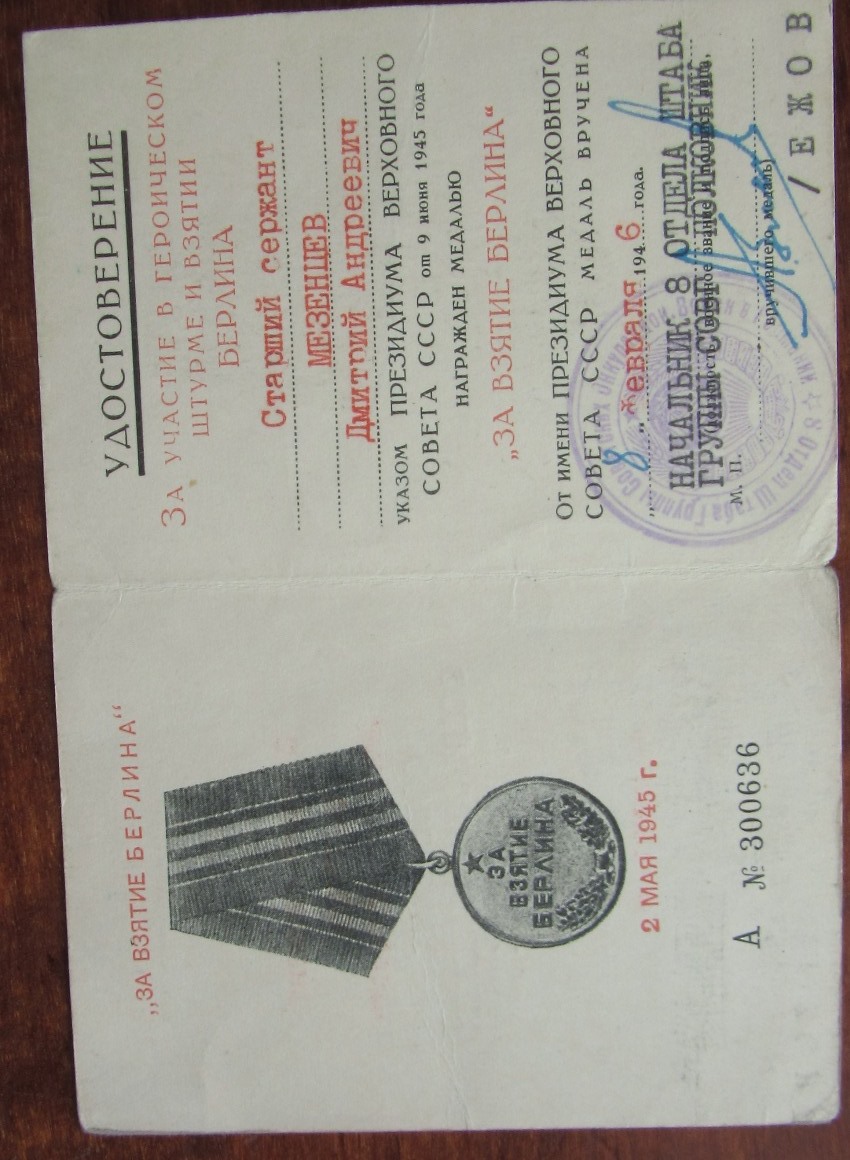 „ЗА ВЗЯТИЕ БЕРЛИНА“
ЗА
ВЗЯТИЕ
БЕРЛИНА
2 МАЯ 1945 г.
А № 300636
УДОСТОВЕРЕНИЕ
ЗА УЧАСТИЕ В ГЕРОИЧЕСКОМ
ШТУРМЕ И ВЗЯТИИ
БЕРЛИНА
Старший сержант
МЕЗЕНЦЕВ
Дмитрий Андреевич
УКАЗОМ ПРЕЗИДИУМА ВЕРХОВНОГО
СОВЕТА СССР от 9 июня 1945 года
НАГРАЖДЕН МЕДАЛЬЮ
„ЗА ВЗЯТИЕ БЕРЛИНА“
От имени ПРЕЗИДИУМА ВЕРХОВНОГО
СОВЕТА СССР МЕДАЛЬ ВРУЧЕНА
„8“ февраля 1946 года.
НАЧАЛЬНИК 8 ОТДЕЛА ШТАБА
ГРУППЫ СОВ ПОЛКОВНИК
М. П.
вручившего медаль)
/ЕЖОВ